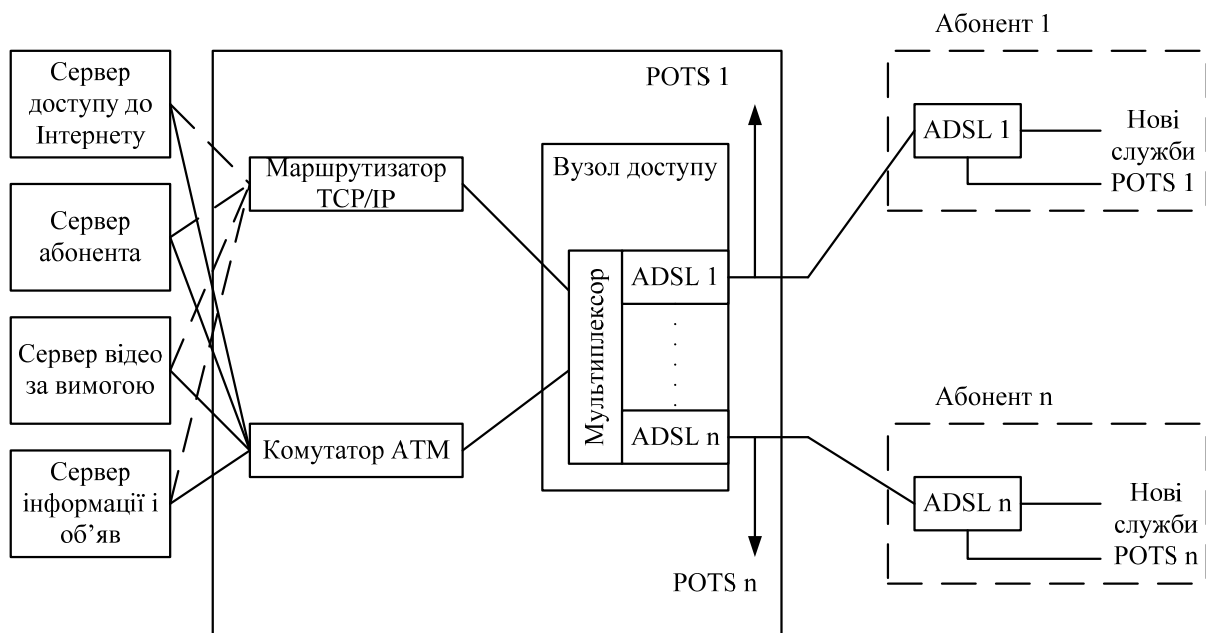 Сервер
доступу до
Інтернету
Сервер
абонента
Сервер відео
за вимогою
Сервер
інформації і
об’яв
Маршрутизатор
TCP/IP
Комутатор АТМ
Вузол доступу
Мультиплексор
ADSL 1
ADSL n
POTS 1
POTS n
Абонент 1
ADSL 1
Нові
служби
POTS 1
Абонент n
ADSL n
Нові
служби
POTS n